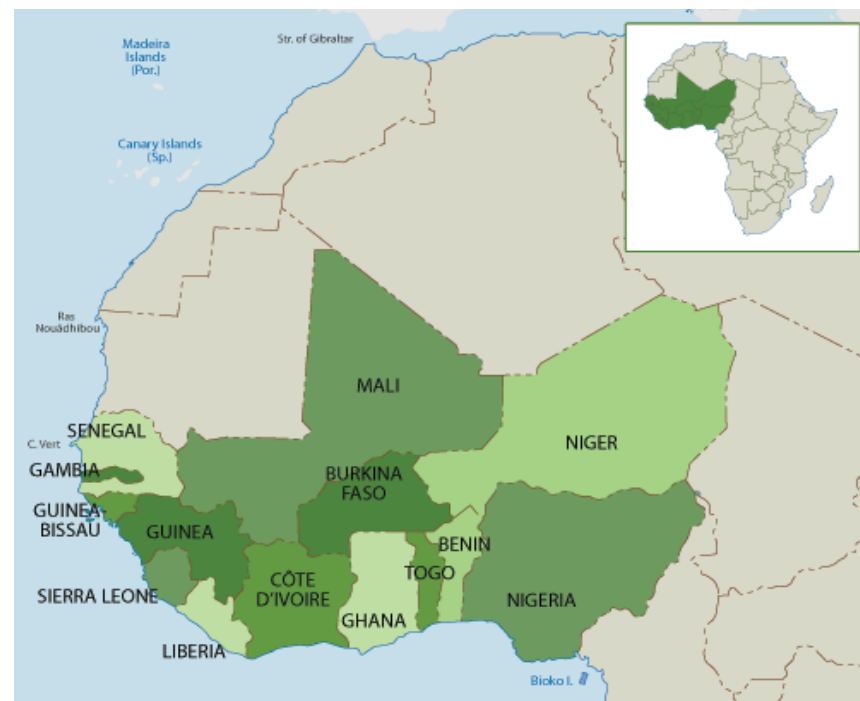 Madeira
Islands
(Por.)
Str. of Gibraltar
Canary Islands
(Sp.)
Ras
Nouâdhibou
MALI
SENEGAL
C. Vert
NIGER
GAMBIA
BURKINA
FASO
GUINEA-
BISSAU
GUINEA
BENIN
TOGO
CÔTE
D'IVOIRE
SIERRA LEONE
NIGERIA
GHANA
LIBERIA
Bioko I.